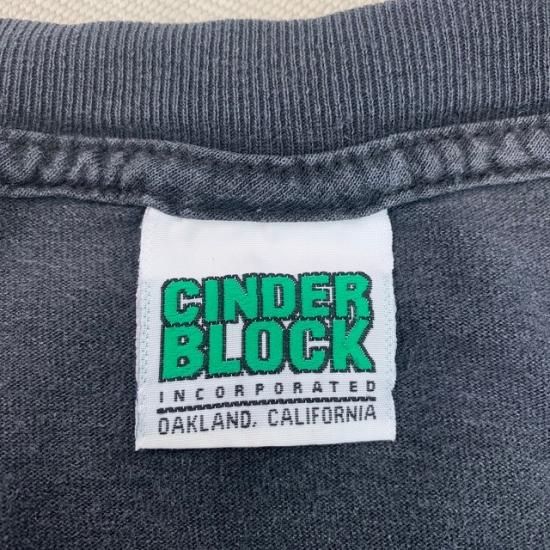 CINDER
BLOCK
INCORPORATED
OAKLAND, CALIFORNIA